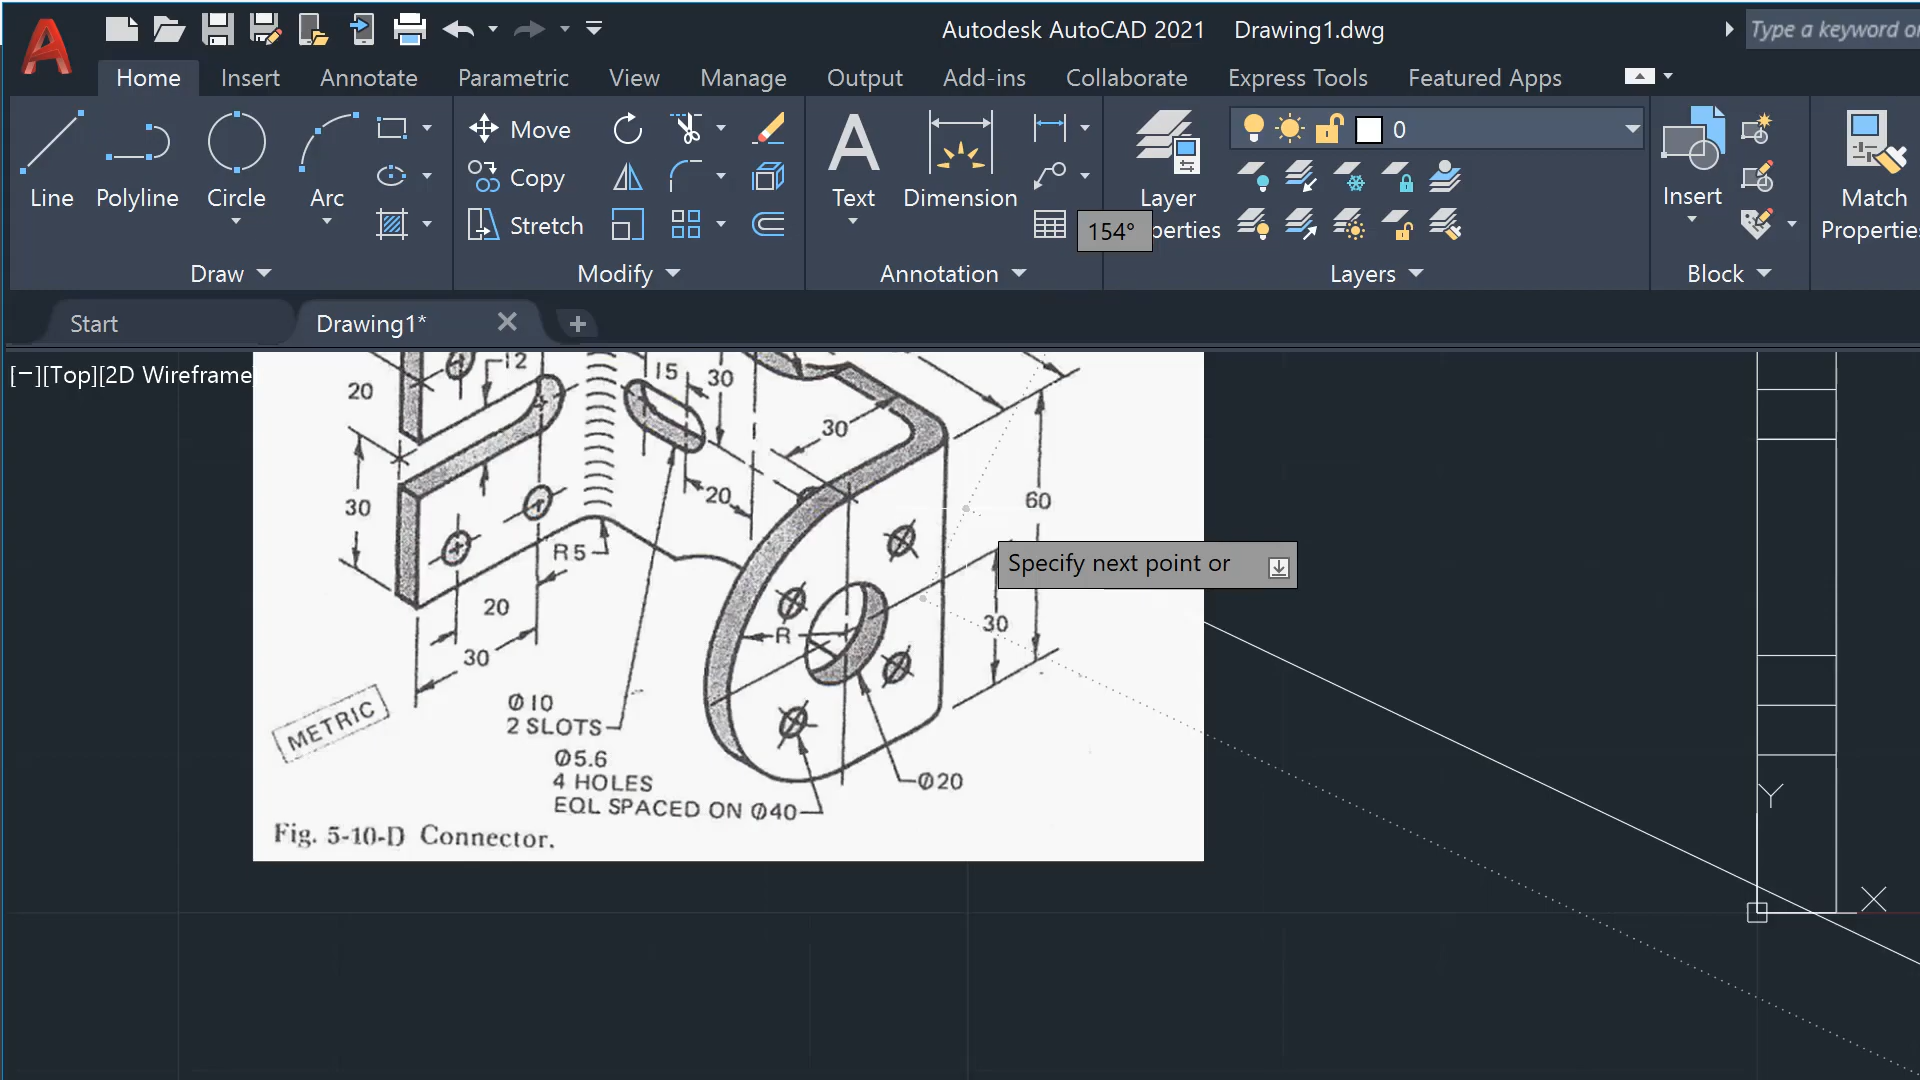 Autodesk AutoCAD 2021 Drawing1.dwg
Type a keyword or
Home Insert Annotate Parametric View Manage Output Add-ins Collaborate Express Tools Featured Apps
Line Polyline Circle Arc
Move
Copy
Stretch
Text Dimension
Layer
perties
0
Insert
Match
Propertie
154°
Draw Modify Annotation Layers Block
Start Drawing1*
[−][Top][2D Wireframe
12
20
15
30
30
30
20
60
R5
20
30
R
30
Specify next point or
METRIC
Ø10
2 SLOTS
Ø5.6
4 HOLES
EQL SPACED ON Ø40
Ø20
Fig. 5-10-D Connector.
Y
X